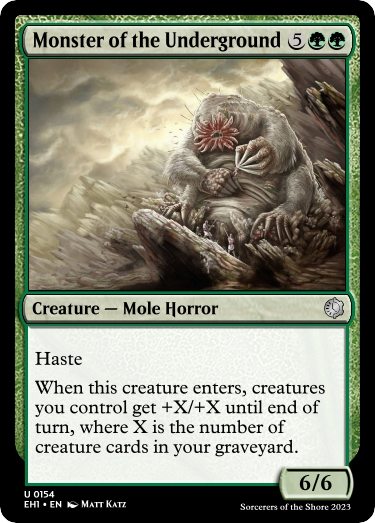 Monster of the Underground 5
Creature — Mole Horror
Haste
When this creature enters, creatures
you control get +X/+X until end of
turn, where X is the number of
creature cards in your graveyard.
6/6
U 0154
EH1 • EN Matt Katz
Sorcerers of the Shore 2023